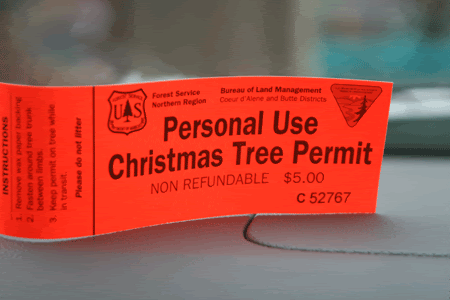 INSTRUCTIONS
1. Remove wax paper backing
2. Fasten around tree trunk
between limbs.
3. Keep permit on tree while
in transit.
Please do not litter
U S
Forest Service
Northern Region
Bureau of Land Management
Coeur d'Alene and Butte Districts
Personal Use
Christmas Tree Permit
NON REFUNDABLE $5.00
C 52767